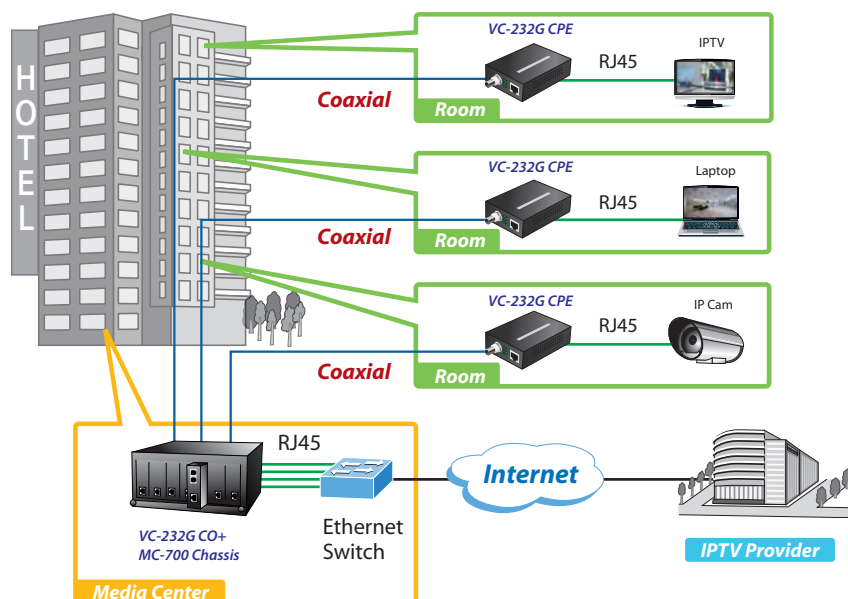 HOTEL
VC-232G CPE
RJ45
IPTV
Coaxial
Room
VC-232G CPE
RJ45
Laptop
Coaxial
Room
VC-232G CPE
RJ45
IP Cam
Coaxial
Room
RJ45
VC-232G CO+
MC-700 Chassis
Ethernet
Switch
Media Center
Internet
IPTV Provider